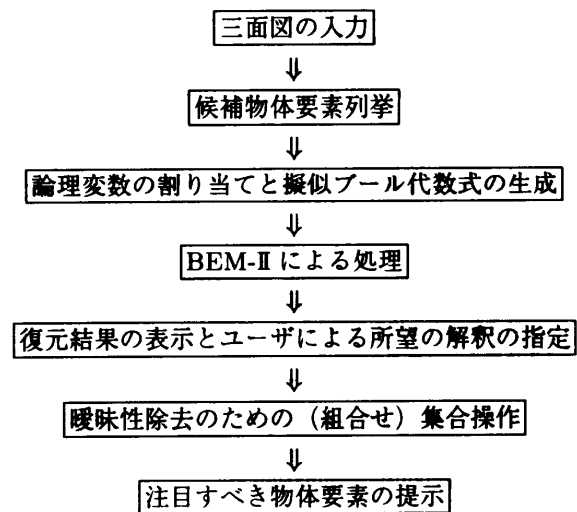 三面図の入力
⇓
候補物体要素列挙
⇓
論理変数の割り当てと擬似ブール代数式の生成
⇓
BEM-Ⅱによる処理
⇓
復元結果の表示とユーザによる所望の解釈の指定
⇓
曖昧性除去のための（組合せ）集合操作
⇓
注目すべき物体要素の提示